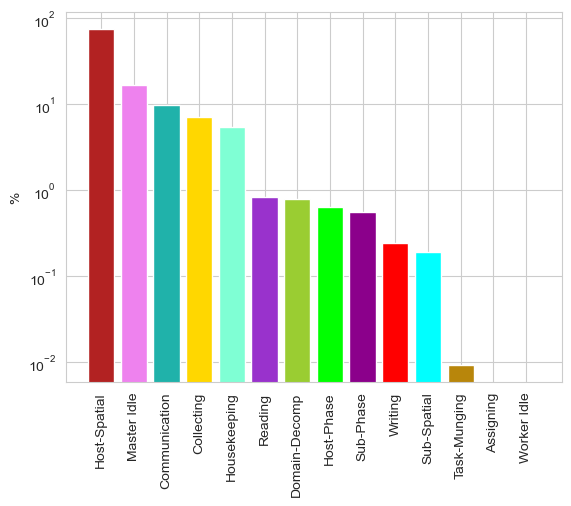 %
10²
10¹
10⁰
10⁻¹
10⁻²
Host-Spatial
Master Idle
Communication
Collecting
Housekeeping
Reading
Domain-Decomp
Host-Phase
Sub-Phase
Writing
Sub-Spatial
Task-Munging
Assigning
Worker Idle